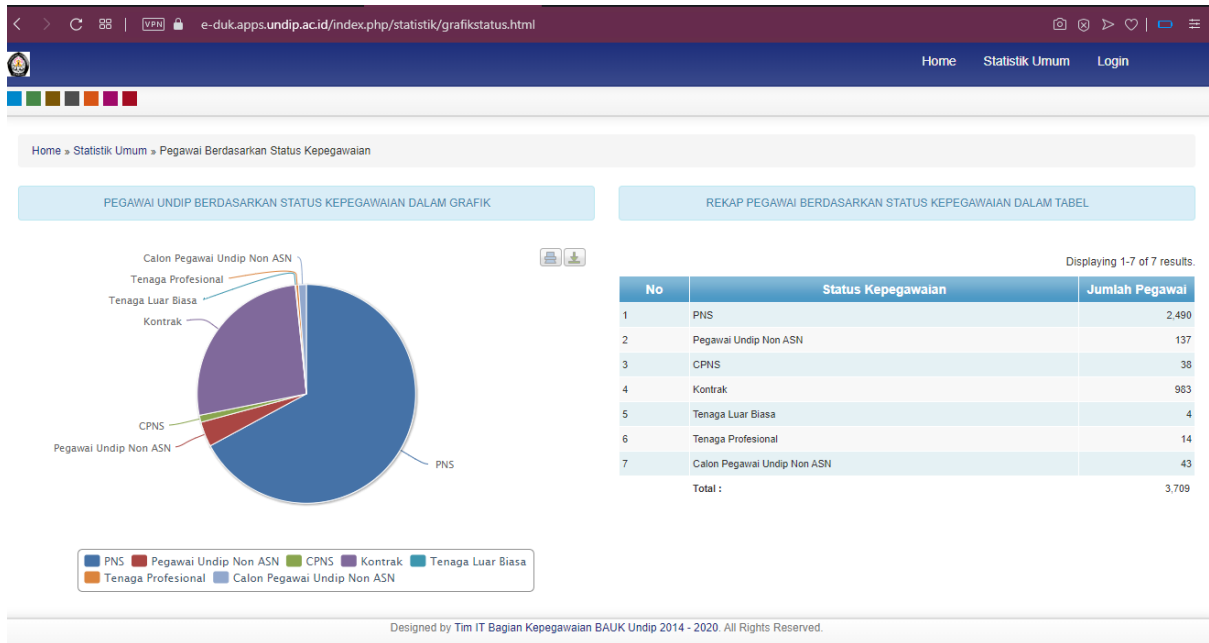 VPN e-duk.apps.undip.ac.id/index.php/statistik/grafikstatus.html
Home Statistik Umum Login
Home » Statistik Umum » Pegawai Berdasarkan Status Kepegawaian
PEGAWAI UNDIP BERDASARKAN STATUS KEPEGAWAIAN DALAM GRAFIK
Calon Pegawai Undip Non ASN
Tenaga Profesional
Tenaga Luar Biasa
Kontrak
CPNS
Pegawai Undip Non ASN
PNS
PNS Pegawai Undip Non ASN CPNS Kontrak Tenaga Luar Biasa
Tenaga Profesional Calon Pegawai Undip Non ASN
REKAP PEGAWAI BERDASARKAN STATUS KEPEGAWAIAN DALAM TABEL
Displaying 1-7 of 7 results.
No Status Kepegawaian Jumlah Pegawai
1 PNS 2,490
2 Pegawai Undip Non ASN 137
3 CPNS 38
4 Kontrak 983
5 Tenaga Luar Biasa 4
6 Tenaga Profesional 14
7 Calon Pegawai Undip Non ASN 43
Total : 3,709
Designed by Tim IT Bagian Kepegawaian BAUK Undip 2014 - 2020. All Rights Reserved.